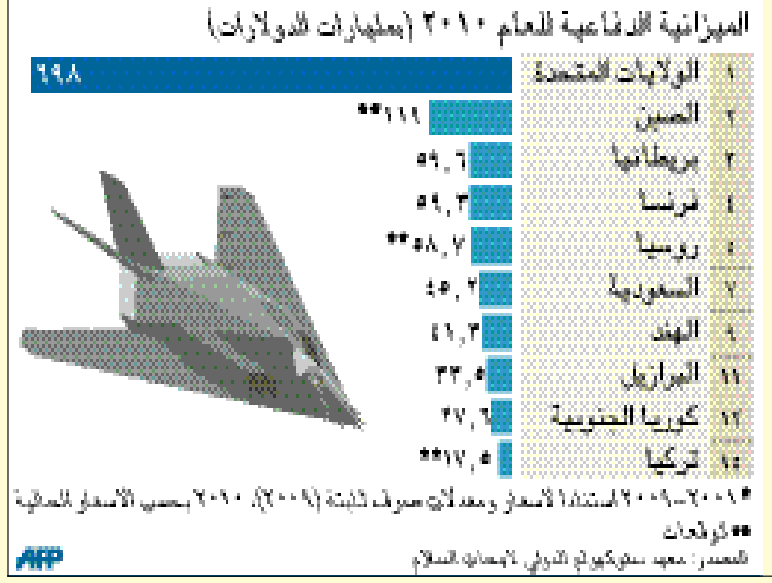 الميزانية الدفاعية للعام ٢٠١٠ (بمليارات الدولارات)
١ الولايات المتحدة ٦٩٨
٢ الصين ١١٩**
٣ بريطانيا ٥٩,٦
٤ فرنسا ٥٩,٣
٥ روسيا ٥٨,٧**
٧ السعودية ٤٥,٢
٩ الهند ٤١,٣
١١ البرازيل ٣٣,٥
١٢ كوريا الجنوبية ٢٧,٦
١٤ تركيا ١٧,٥**
* ٢٠٠١–٢٠٠٩ استنادا لأسعار ومعدلات صرف ثابتة (٢٠٠٩)، ٢٠١٠ بحسب الأسعار الحالية
** توقعات
المصدر: معهد ستوكهولم الدولي لأبحاث السلام
AFP